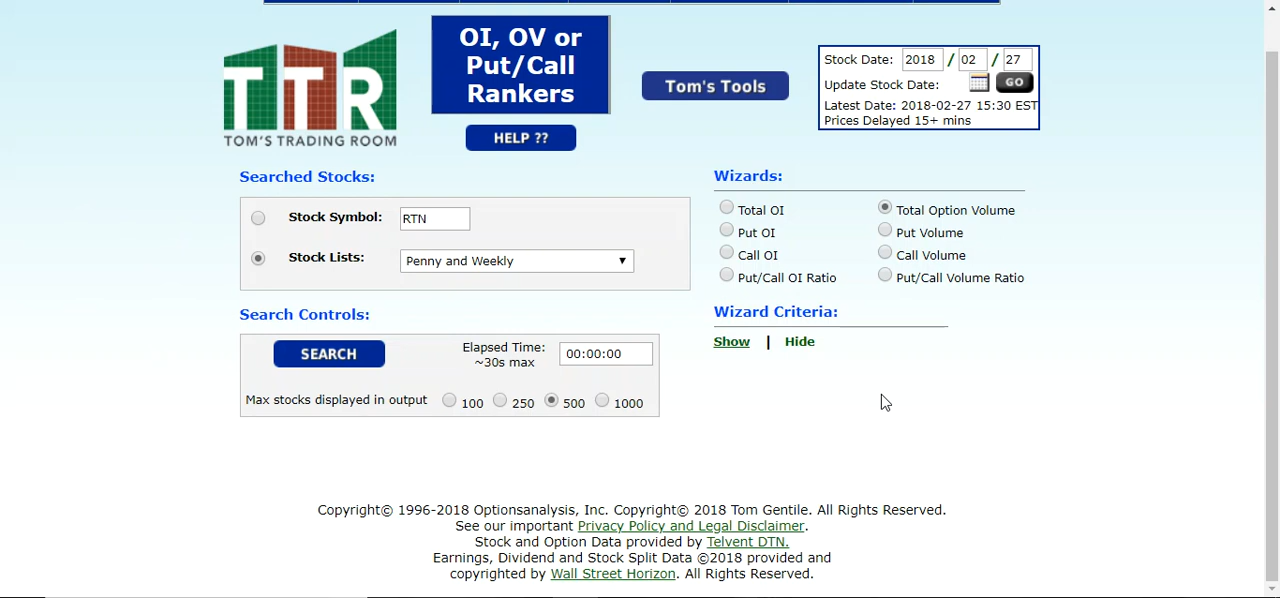 OI, OV or
Put/Call
Rankers
HELP ??
TTR
TOM'S TRADING ROOM
Tom's Tools
Stock Date: 2018 / 02 / 27
Update Stock Date: GO
Latest Date: 2018-02-27 15:30 EST
Prices Delayed 15+ mins
Searched Stocks:
Stock Symbol: RTN
Stock Lists: Penny and Weekly
Wizards:
Total OI Total Option Volume
Put OI Put Volume
Call OI Call Volume
Put/Call OI Ratio Put/Call Volume Ratio
Search Controls:
SEARCH
Elapsed Time: 00:00:00
~30s max
Max stocks displayed in output 100 250 500 1000
Wizard Criteria:
Show | Hide
Copyright© 1996-2018 Optionsanalysis, Inc. Copyright© 2018 Tom Gentile. All Rights Reserved.
See our important Privacy Policy and Legal Disclaimer.
Stock and Option Data provided by Telvent DTN.
Earnings, Dividend and Stock Split Data ©2018 provided and
copyrighted by Wall Street Horizon. All Rights Reserved.